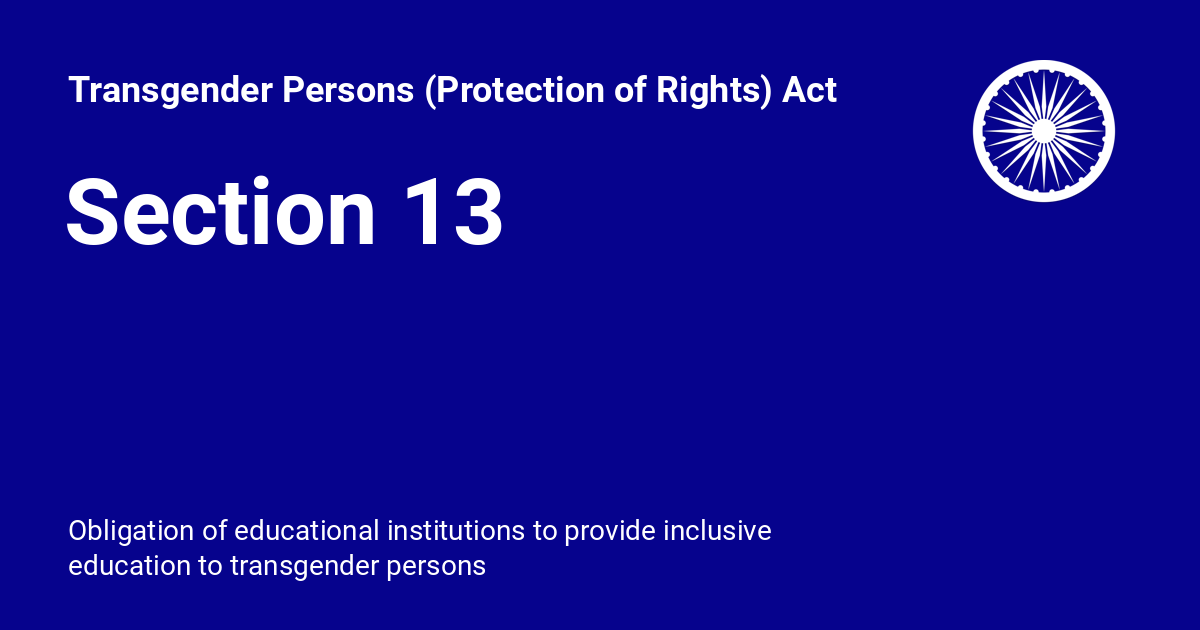 Transgender Persons (Protection of Rights) Act
Section 13
Obligation of educational institutions to provide inclusive
education to transgender persons